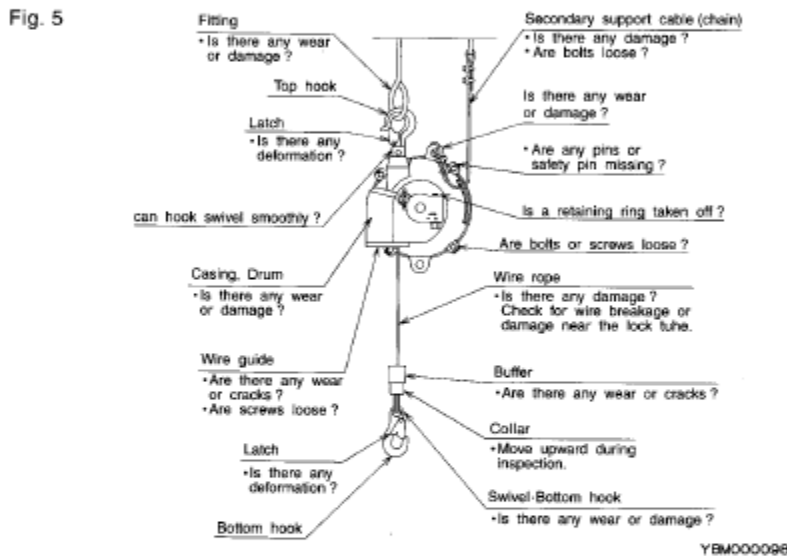 Fig. 5
Fitting
• Is there any wear
or damage ?
Top hook
Latch
• Is there any
deformation ?
can hook swivel smoothly ?
Casing, Drum
• Is there any wear
or damage ?
Wire guide
• Are there any wear
or cracks ?
• Are screws loose ?
Latch
• Is there any
deformation ?
Bottom hook
Secondary support cable (chain)
• Is there any damage ?
• Are bolts loose ?
Is there any wear
or damage ?
• Are any pins or
safety pin missing ?
Is a retaining ring taken off ?
Are bolts or screws loose ?
Wire rope
• Is there any damage ?
Check for wire breakage or
damage near the lock tuhe.
Buffer
• Are there any wear or cracks ?
Collar
• Move upward during
inspection.
Swivel-Bottom hook
• Is there any wear or damage ?
YBM000098